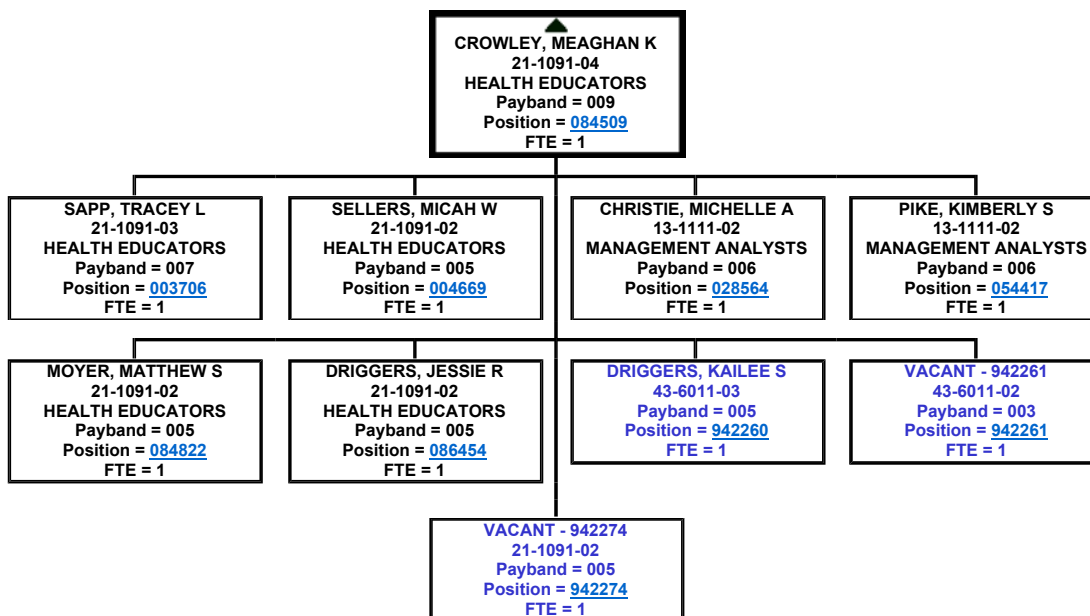 CROWLEY, MEAGHAN K
21-1091-04
HEALTH EDUCATORS
Payband = 009
Position = 084509
FTE = 1
SAPP, TRACEY L
21-1091-03
HEALTH EDUCATORS
Payband = 007
Position = 003706
FTE = 1
SELLERS, MICAH W
21-1091-02
HEALTH EDUCATORS
Payband = 005
Position = 004669
FTE = 1
CHRISTIE, MICHELLE A
13-1111-02
MANAGEMENT ANALYSTS
Payband = 006
Position = 028564
FTE = 1
PIKE, KIMBERLY S
13-1111-02
MANAGEMENT ANALYSTS
Payband = 006
Position = 054417
FTE = 1
MOYER, MATTHEW S
21-1091-02
HEALTH EDUCATORS
Payband = 005
Position = 084822
FTE = 1
DRIGGERS, JESSIE R
21-1091-02
HEALTH EDUCATORS
Payband = 005
Position = 086454
FTE = 1
DRIGGERS, KAILEE S
43-6011-03
Payband = 005
Position = 942260
FTE = 1
VACANT - 942261
43-6011-02
Payband = 003
Position = 942261
FTE = 1
VACANT - 942274
21-1091-02
Payband = 005
Position = 942274
FTE = 1